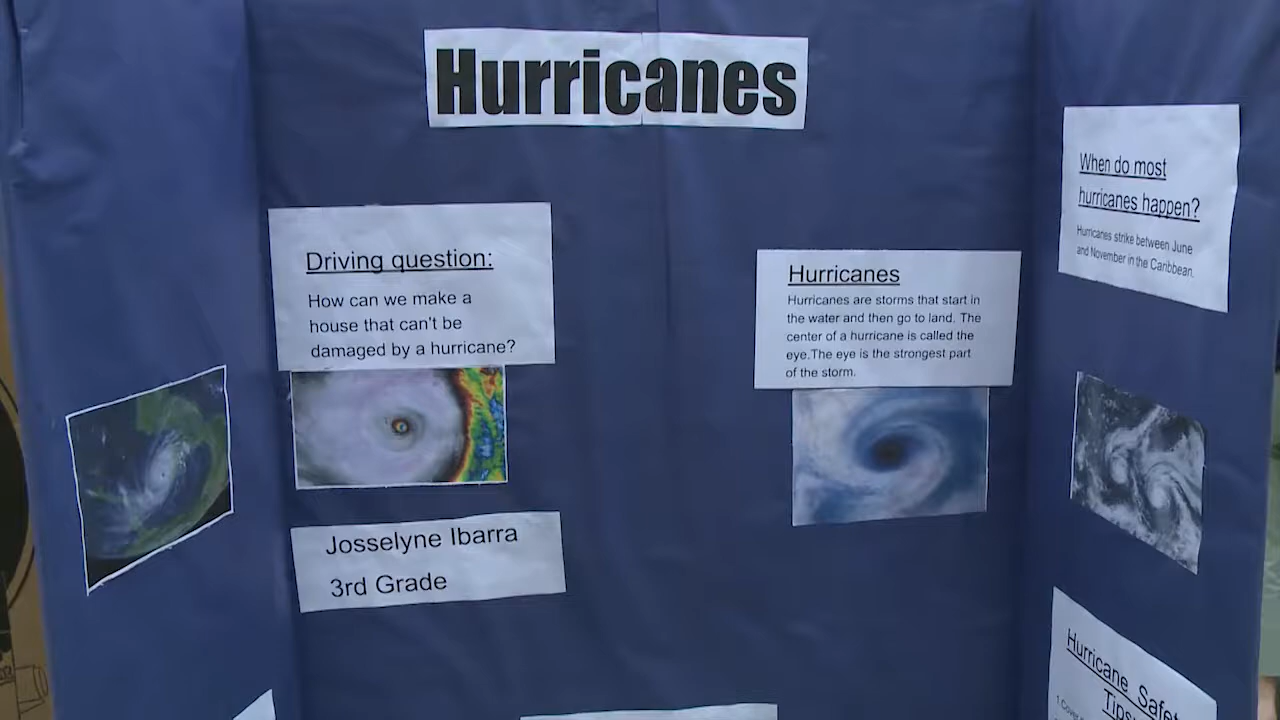 Hurricanes
Driving question:
How can we make a
house that can't be
damaged by a hurricane?
Josselyne Ibarra
3rd Grade
Hurricanes
Hurricanes are storms that start in
the water and then go to land. The
center of a hurricane is called the
eye.The eye is the strongest part
of the storm.
When do most
hurricanes happen?
Hurricanes strike between June
and November in the Caribbean.
Hurricane